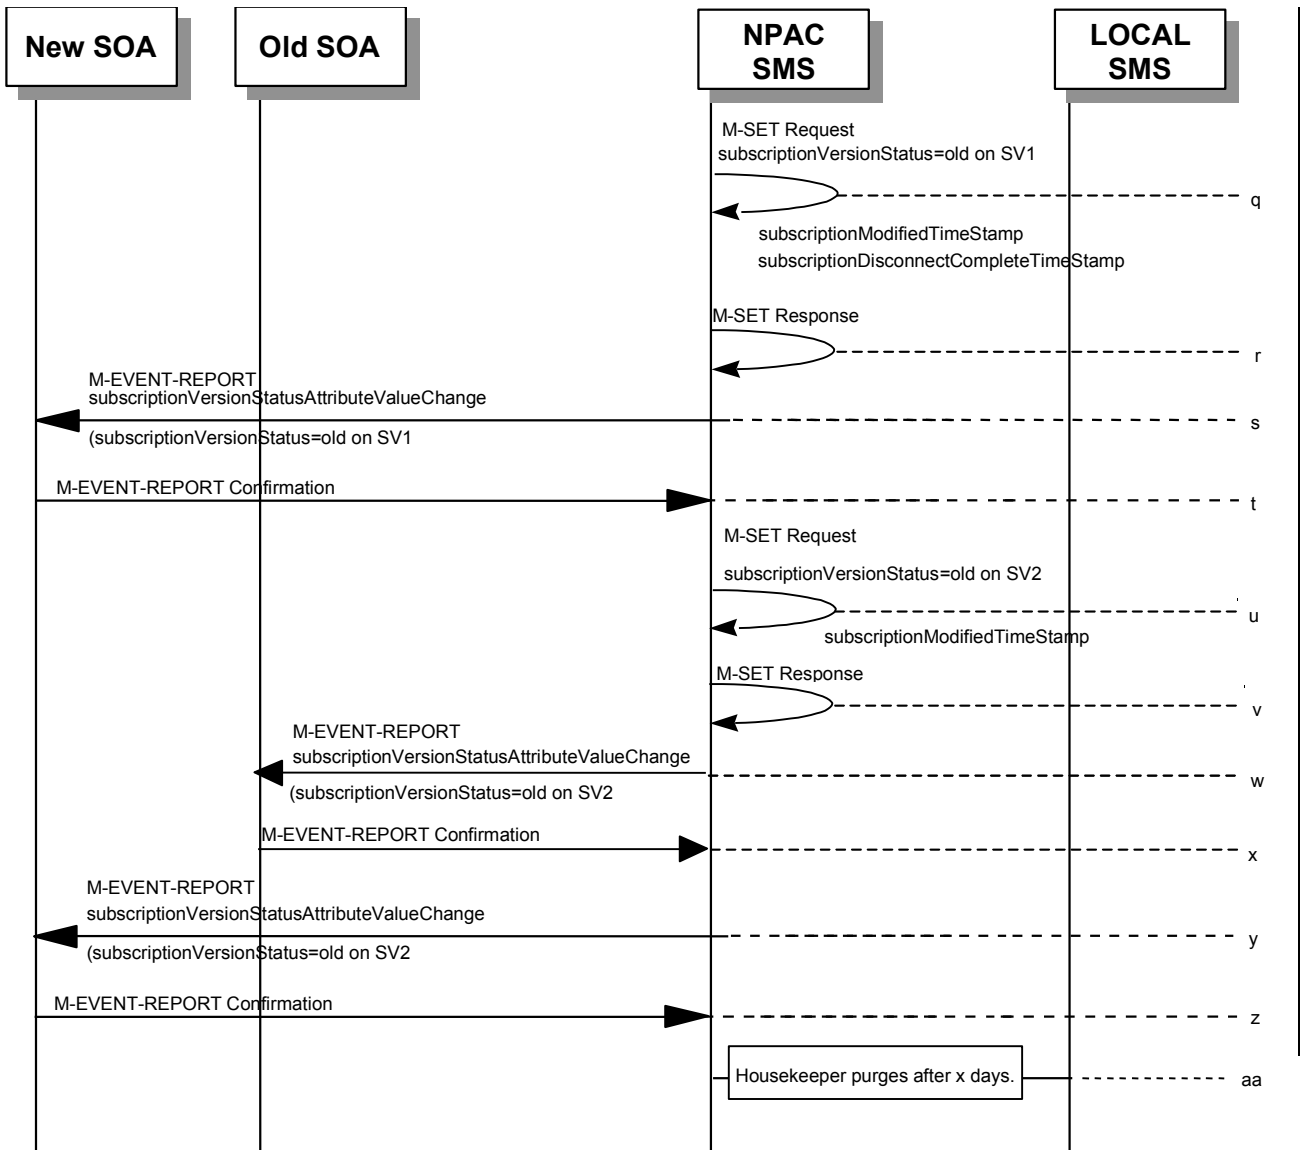 New SOA
Old SOA
NPAC
SMS
LOCAL
SMS
M-SET Request
subscriptionVersionStatus=old on SV1
q
subscriptionModifiedTimeStamp
subscriptionDisconnectCompleteTimeStamp
M-SET Response
r
M-EVENT-REPORT
subscriptionVersionStatusAttributeValueChange
s
(subscriptionVersionStatus=old on SV1
M-EVENT-REPORT Confirmation
t
M-SET Request
subscriptionVersionStatus=old on SV2
u
subscriptionModifiedTimeStamp
M-SET Response
v
M-EVENT-REPORT
subscriptionVersionStatusAttributeValueChange
w
(subscriptionVersionStatus=old on SV2
M-EVENT-REPORT Confirmation
x
M-EVENT-REPORT
subscriptionVersionStatusAttributeValueChange
y
(subscriptionVersionStatus=old on SV2
M-EVENT-REPORT Confirmation
z
Housekeeper purges after x days.
aa